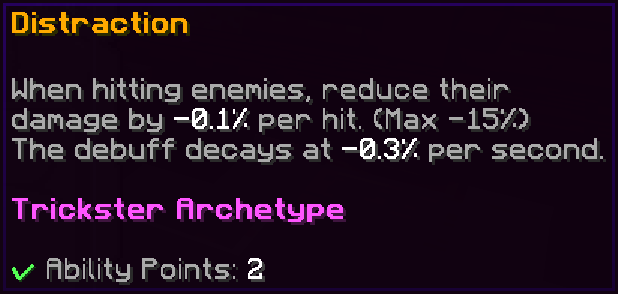 Distraction
When hitting enemies, reduce their
damage by -0.1% per hit. (Max -15%)
The debuff decays at -0.3% per second.
Trickster Archetype
✓ Ability Points: 2